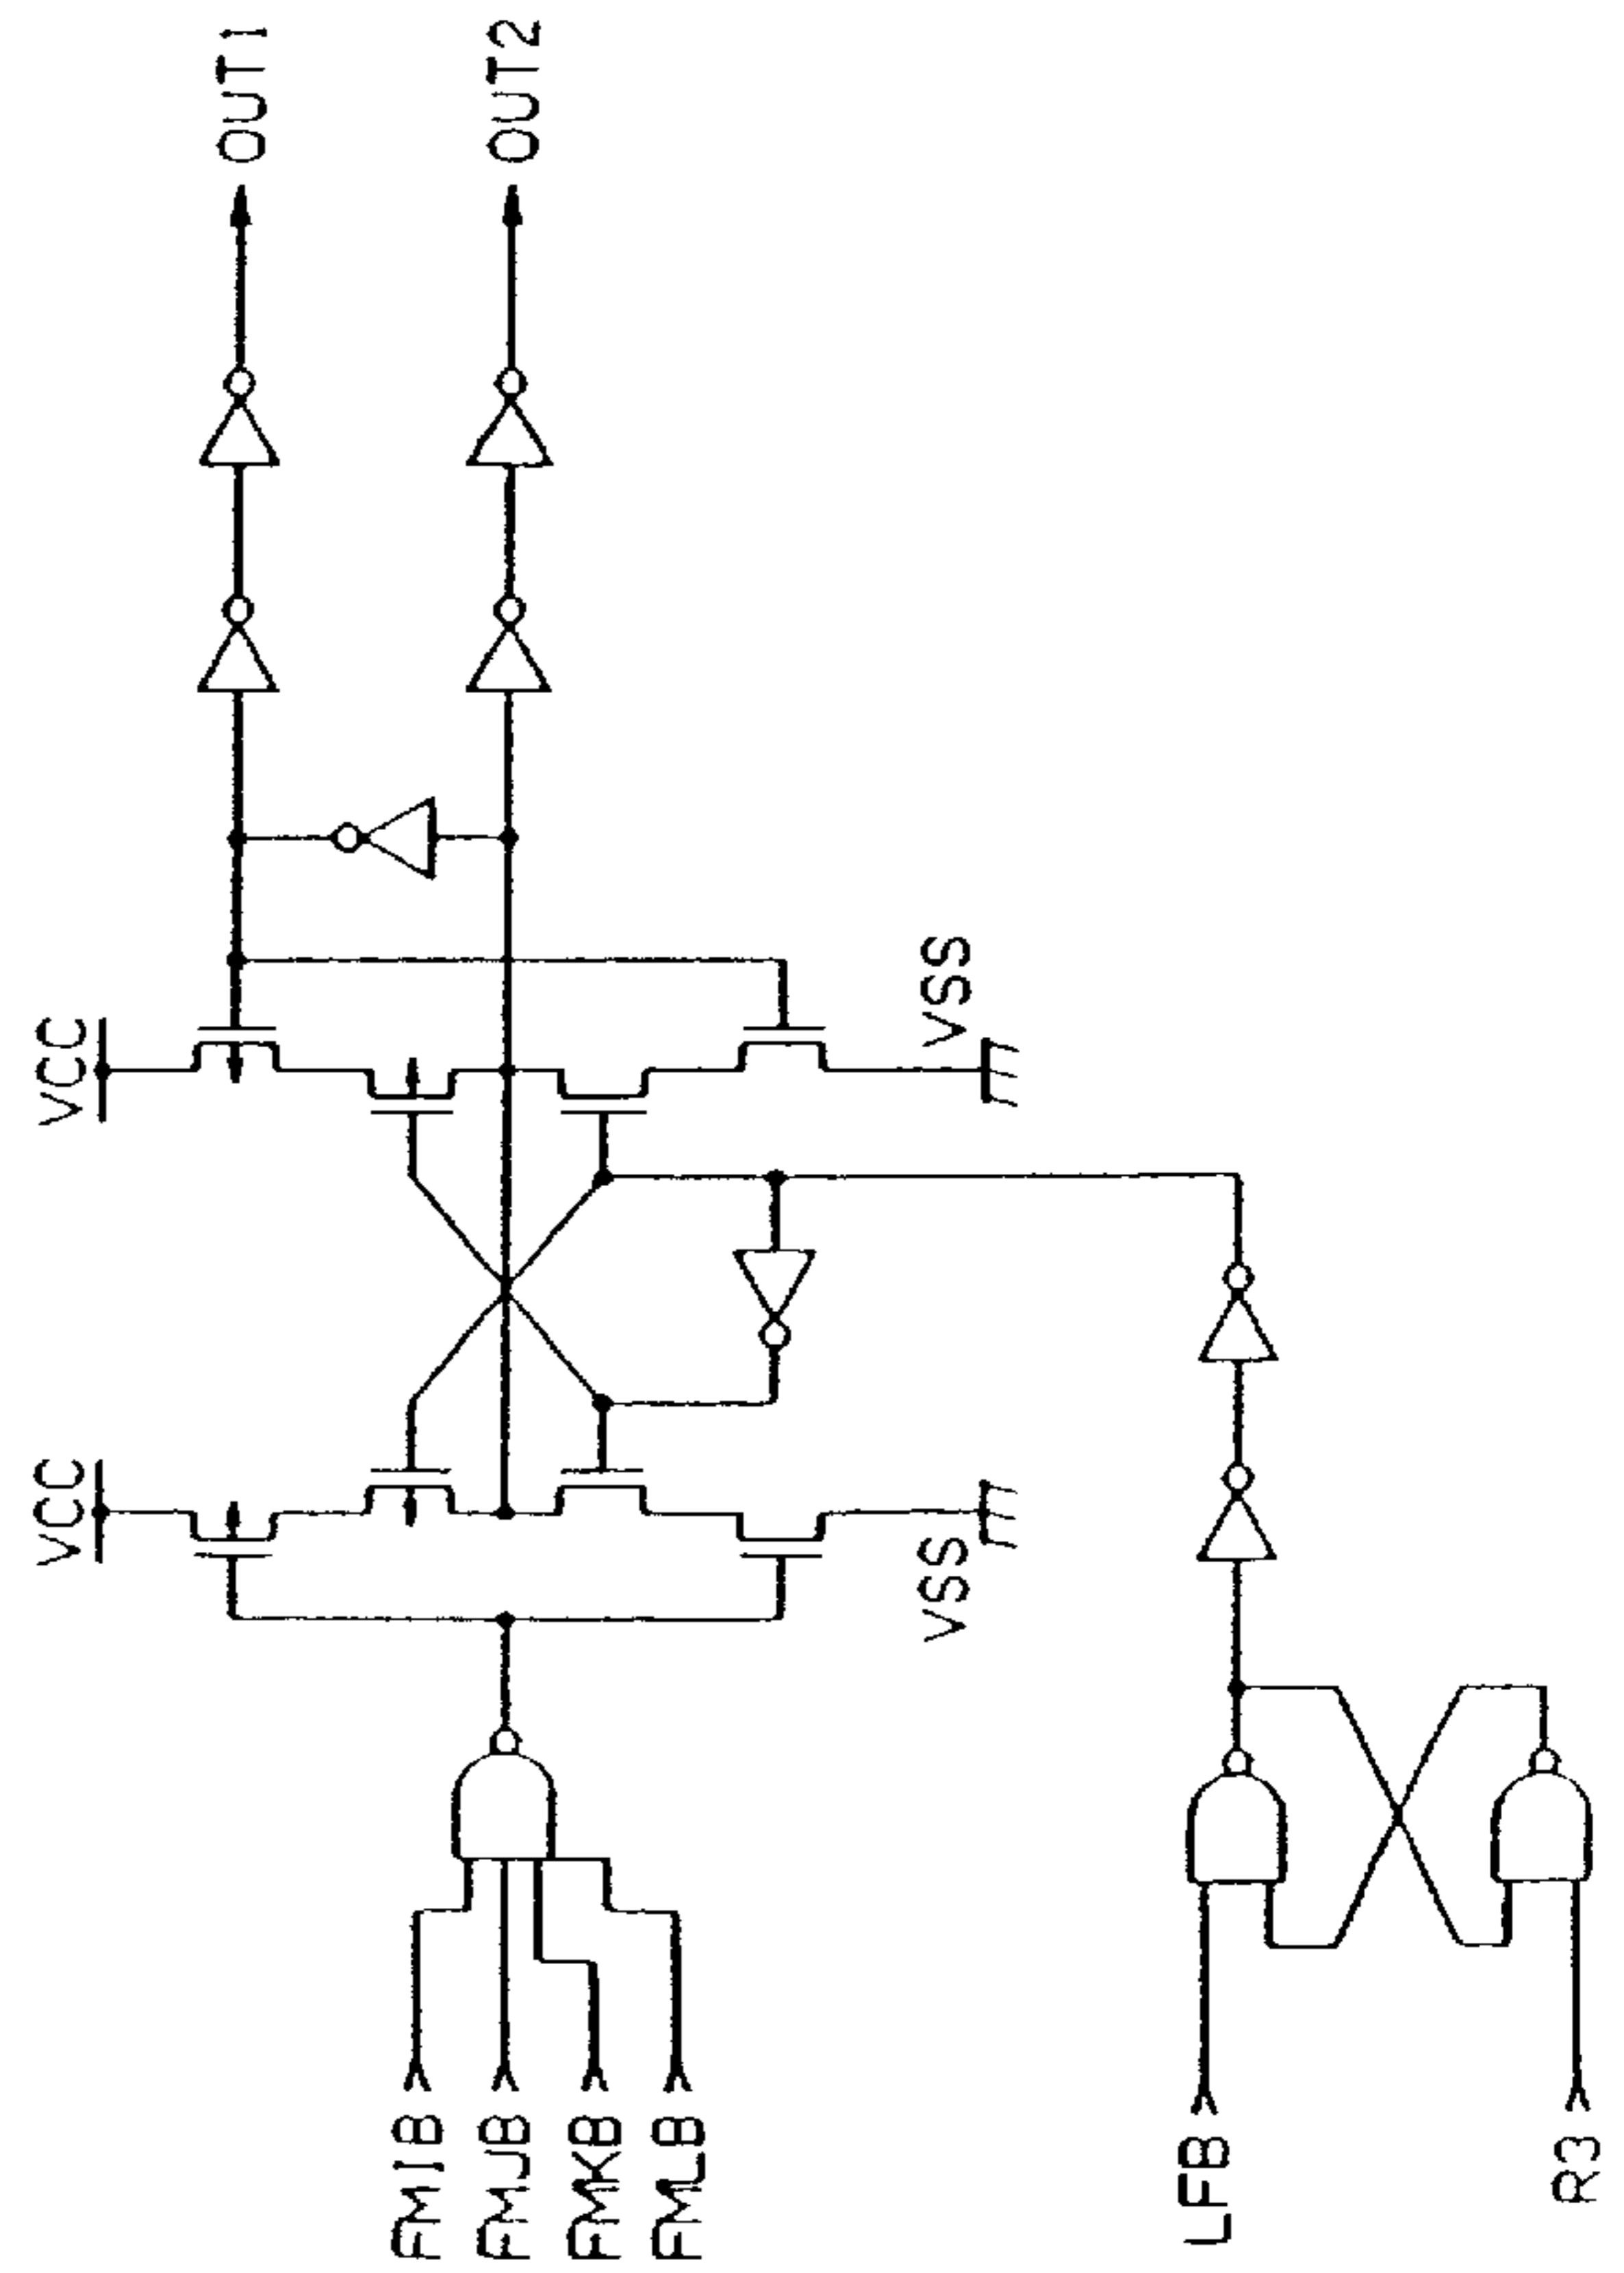 OUT1
OUT2
VCC
VSS
VCC
VSS
FMIB
FMJB
FMKB
FMLB
LFB
R3